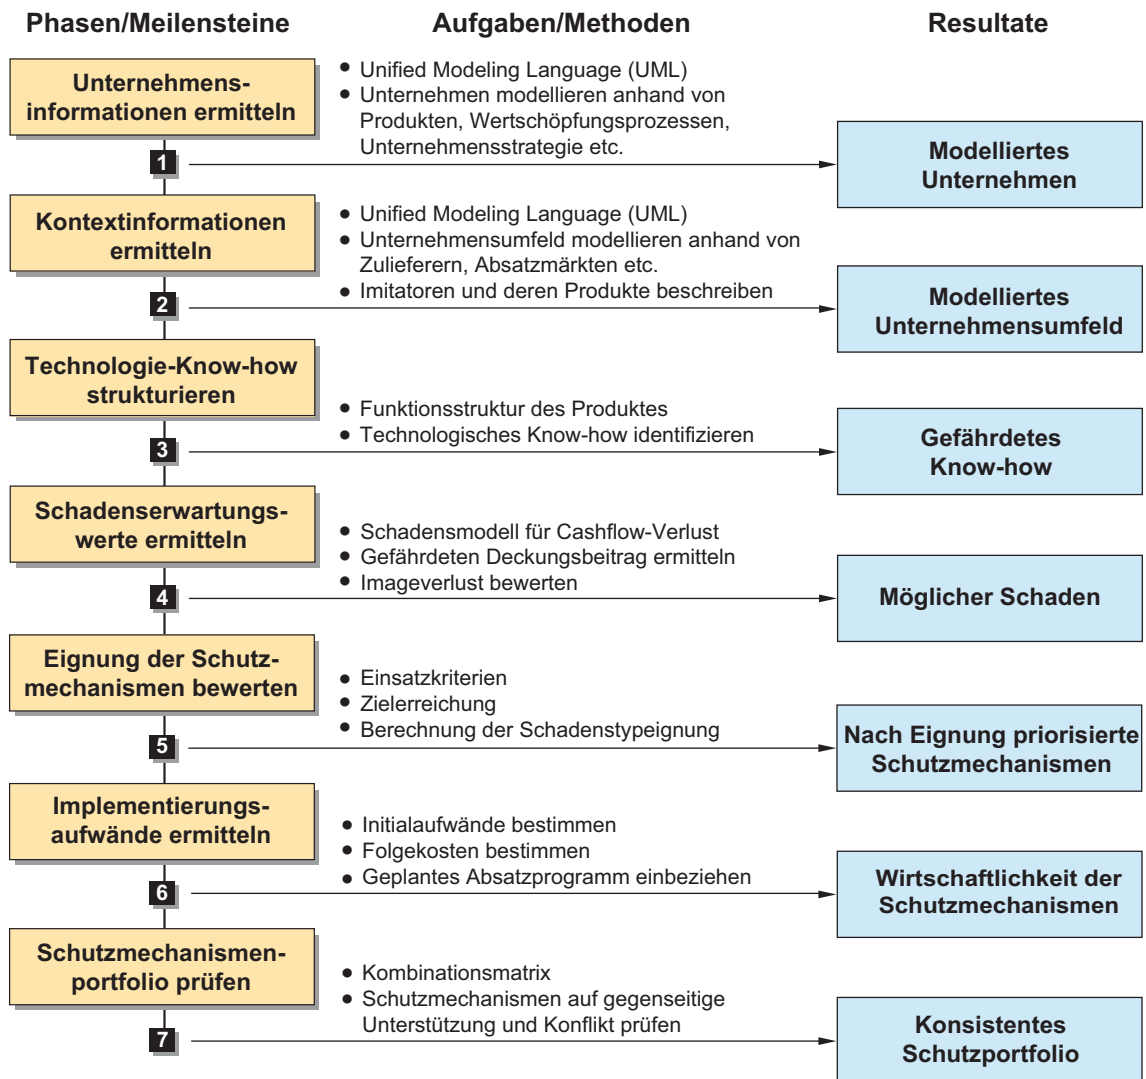 Phasen/Meilensteine Aufgaben/Methoden Resultate
Unternehmens-
informationen ermitteln
• Unified Modeling Language (UML)
• Unternehmen modellieren anhand von
Produkten, Wertschöpfungsprozessen,
Unternehmensstrategie etc.
1
Modelliertes
Unternehmen
Kontextinformationen
ermitteln
• Unified Modeling Language (UML)
• Unternehmensumfeld modellieren anhand von
Zulieferern, Absatzmärkten etc.
• Imitatoren und deren Produkte beschreiben
2
Modelliertes
Unternehmensumfeld
Technologie-Know-how
strukturieren
• Funktionsstruktur des Produktes
• Technologisches Know-how identifizieren
3
Gefährdetes
Know-how
Schadenserwartungs-
werte ermitteln
• Schadensmodell für Cashflow-Verlust
• Gefährdeten Deckungsbeitrag ermitteln
• Imageverlust bewerten
4
Möglicher Schaden
Eignung der Schutz-
mechanismen bewerten
• Einsatzkriterien
• Zielerreichung
• Berechnung der Schadenstypeignung
5
Nach Eignung priorisierte
Schutzmechanismen
Implementierungs-
aufwände ermitteln
• Initialaufwände bestimmen
• Folgekosten bestimmen
• Geplantes Absatzprogramm einbeziehen
6
Wirtschaftlichkeit der
Schutzmechanismen
Schutzmechanismen-
portfolio prüfen
• Kombinationsmatrix
• Schutzmechanismen auf gegenseitige
Unterstützung und Konflikt prüfen
7
Konsistentes
Schutzportfolio